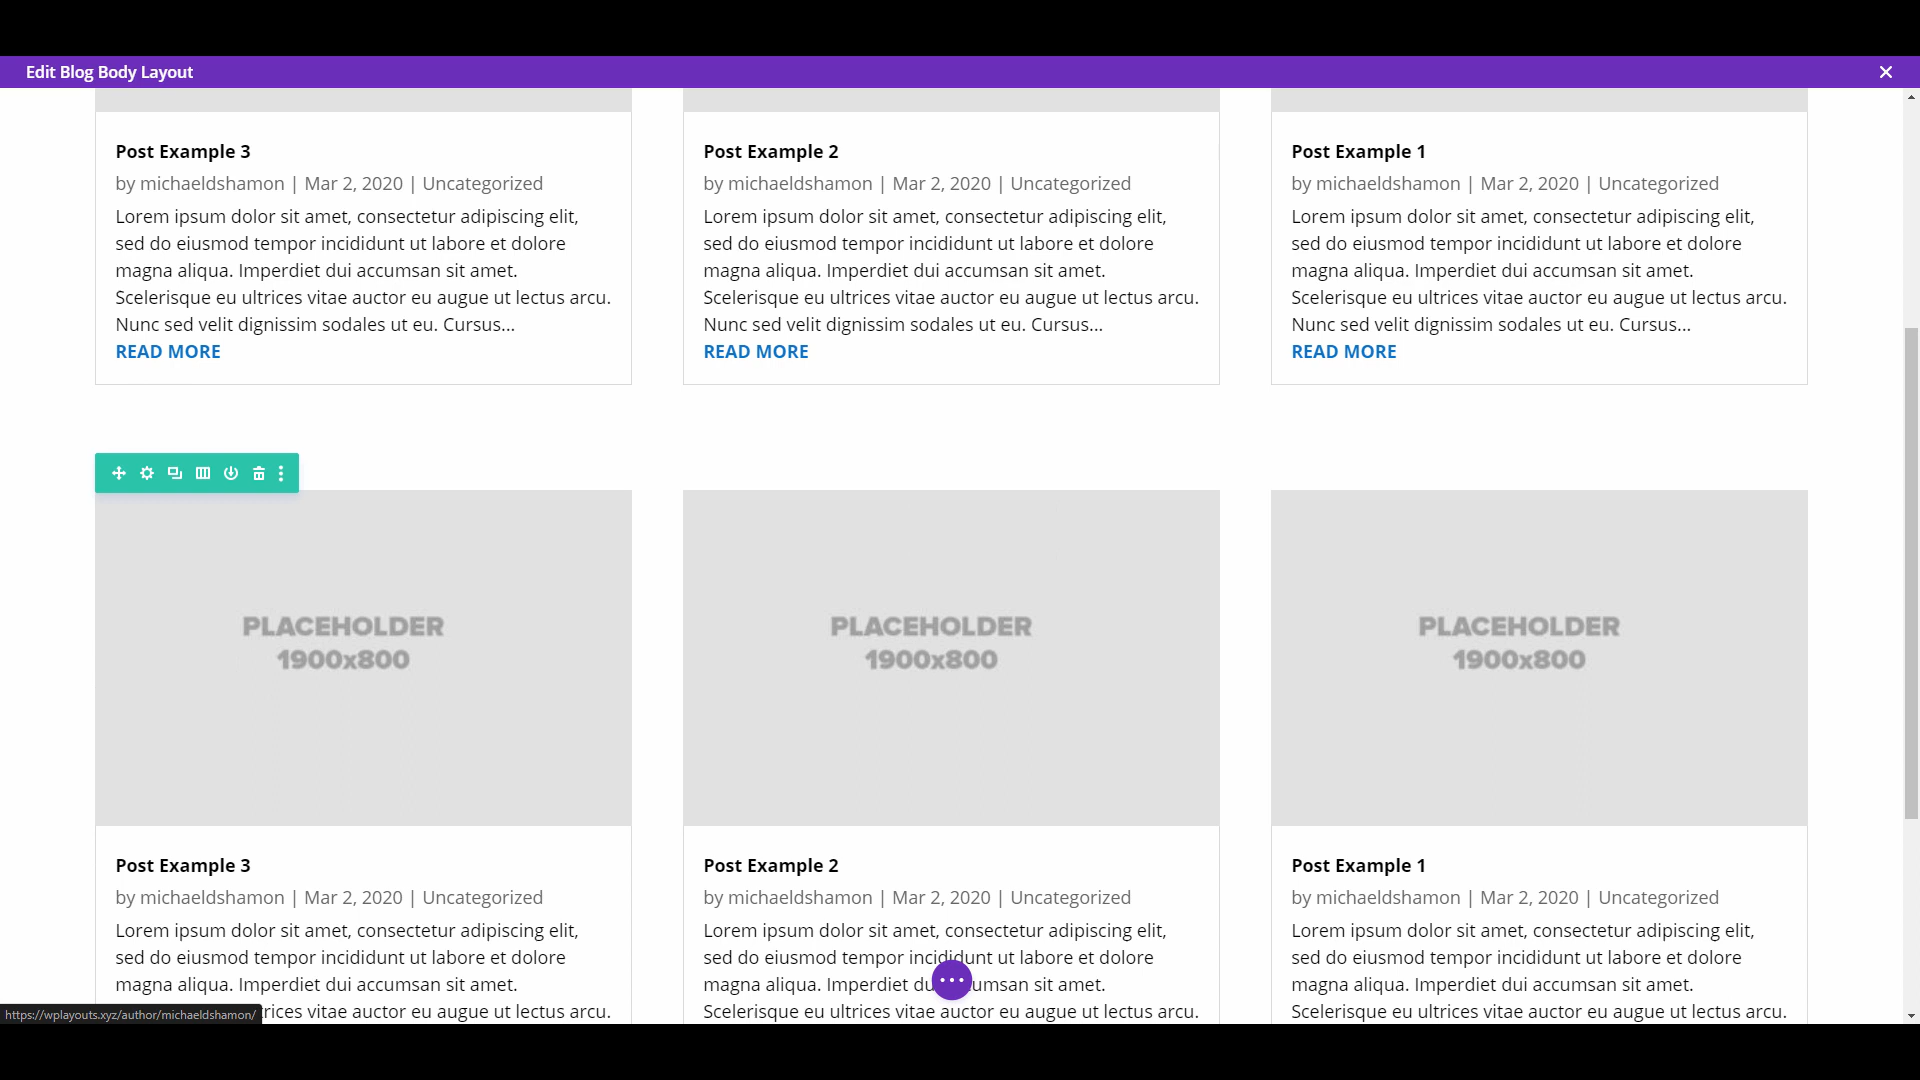 Edit Blog Body Layout
Post Example 3
by michaeldshamon | Mar 2, 2020 | Uncategorized
Lorem ipsum dolor sit amet, consectetur adipiscing elit,
sed do eiusmod tempor incididunt ut labore et dolore
magna aliqua. Imperdiet dui accumsan sit amet.
Scelerisque eu ultrices vitae auctor eu augue ut lectus arcu.
Nunc sed velit dignissim sodales ut eu. Cursus...
READ MORE
Post Example 2
by michaeldshamon | Mar 2, 2020 | Uncategorized
Lorem ipsum dolor sit amet, consectetur adipiscing elit,
sed do eiusmod tempor incididunt ut labore et dolore
magna aliqua. Imperdiet dui accumsan sit amet.
Scelerisque eu ultrices vitae auctor eu augue ut lectus arcu.
Nunc sed velit dignissim sodales ut eu. Cursus...
READ MORE
Post Example 1
by michaeldshamon | Mar 2, 2020 | Uncategorized
Lorem ipsum dolor sit amet, consectetur adipiscing elit,
sed do eiusmod tempor incididunt ut labore et dolore
magna aliqua. Imperdiet dui accumsan sit amet.
Scelerisque eu ultrices vitae auctor eu augue ut lectus arcu.
Nunc sed velit dignissim sodales ut eu. Cursus...
READ MORE
PLACEHOLDER
1900x800
PLACEHOLDER
1900x800
PLACEHOLDER
1900x800
Post Example 3
by michaeldshamon | Mar 2, 2020 | Uncategorized
Lorem ipsum dolor sit amet, consectetur adipiscing elit,
sed do eiusmod tempor incididunt ut labore et dolore
magna aliqua. Imperdiet dui accumsan sit amet.
trices vitae auctor eu augue ut lectus arcu.
Post Example 2
by michaeldshamon | Mar 2, 2020 | Uncategorized
Lorem ipsum dolor sit amet, consectetur adipiscing elit,
sed do eiusmod tempor incididunt ut labore et dolore
magna aliqua. Imperdiet du umsan sit amet.
Scelerisque eu ultrices vitae auctor eu augue ut lectus arcu.
Post Example 1
by michaeldshamon | Mar 2, 2020 | Uncategorized
Lorem ipsum dolor sit amet, consectetur adipiscing elit,
sed do eiusmod tempor incididunt ut labore et dolore
magna aliqua. Imperdiet dui accumsan sit amet.
Scelerisque eu ultrices vitae auctor eu augue ut lectus arcu.
https://wplayouts.xyz/author/michaeldshamon/